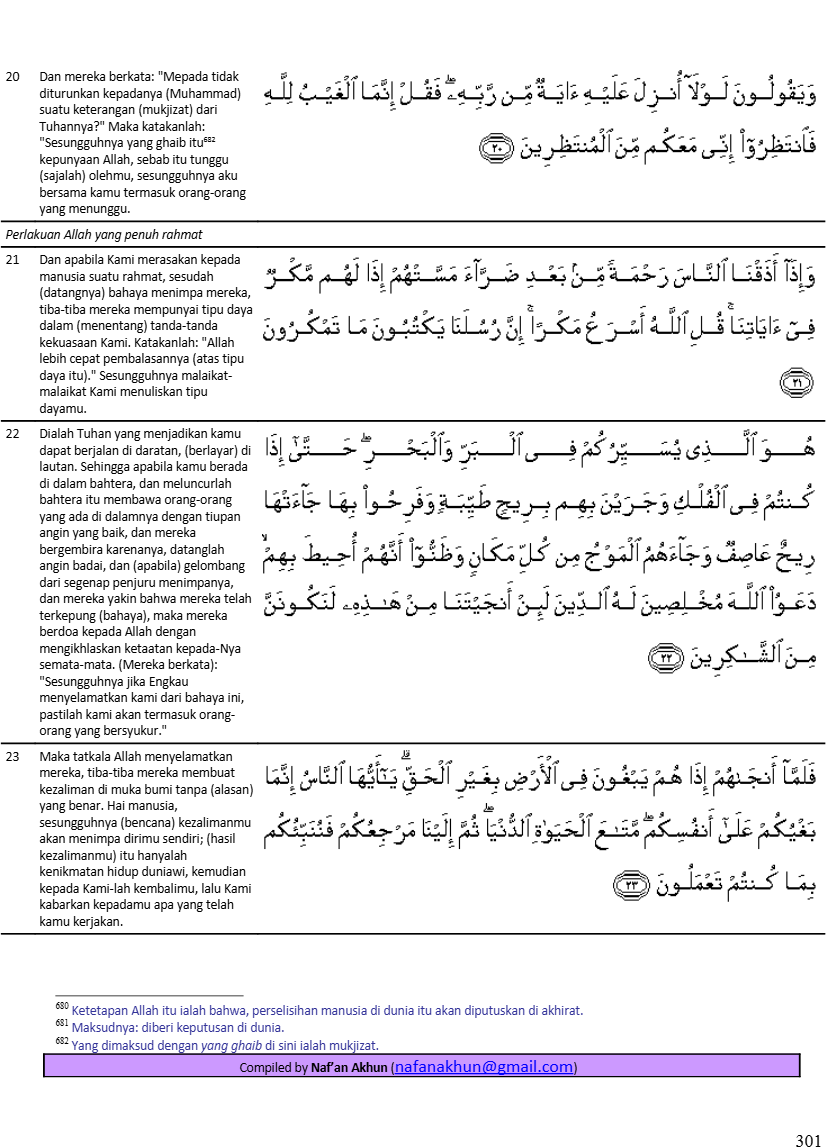 20 Dan mereka berkata: "Mepada tidak
diturunkan kepadanya (Muhammad)
suatu keterangan (mukjizat) dari
Tuhannya?" Maka katakanlah:
"Sesungguhnya yang ghaib itu⁶⁸²
kepunyaan Allah, sebab itu tunggu
(sajalah) olehmu, sesungguhnya aku
bersama kamu termasuk orang-orang
yang menunggu.
وَيَقُولُونَ لَوْلَآ أُنزِلَ عَلَيْهِ ءَايَةٌ مِّن رَّبِّهِۦ ۖ فَقُلْ إِنَّمَا ٱلْغَيْبُ لِلَّهِ
فَٱنتَظِرُوٓا۟ إِنِّى مَعَكُم مِّنَ ٱلْمُنتَظِرِينَ ٢٠
Perlakuan Allah yang penuh rahmat
21 Dan apabila Kami merasakan kepada
manusia suatu rahmat, sesudah
(datangnya) bahaya menimpa mereka,
tiba-tiba mereka mempunyai tipu daya
dalam (menentang) tanda-tanda
kekuasaan Kami. Katakanlah: "Allah
lebih cepat pembalasannya (atas tipu
daya itu)." Sesungguhnya malaikat-
malaikat Kami menuliskan tipu
dayamu.
وَإِذَآ أَذَقْنَا ٱلنَّاسَ رَحْمَةً مِّنۢ بَعْدِ ضَرَّآءَ مَسَّتْهُمْ إِذَا لَهُم مَّكْرٌ
فِىٓ ءَايَاتِنَا ۚ قُلِ ٱللَّهُ أَسْرَعُ مَكْرًا ۚ إِنَّ رُسُلَنَا يَكْتُبُونَ مَا تَمْكُرُونَ
٢١
22 Dialah Tuhan yang menjadikan kamu
dapat berjalan di daratan, (berlayar) di
lautan. Sehingga apabila kamu berada
di dalam bahtera, dan meluncurlah
bahtera itu membawa orang-orang
yang ada di dalamnya dengan tiupan
angin yang baik, dan mereka
bergembira karenanya, datanglah
angin badai, dan (apabila) gelombang
dari segenap penjuru menimpanya,
dan mereka yakin bahwa mereka telah
terkepung (bahaya), maka mereka
berdoa kepada Allah dengan
mengikhlaskan ketaatan kepada-Nya
semata-mata. (Mereka berkata):
"Sesungguhnya jika Engkau
menyelamatkan kami dari bahaya ini,
pastilah kami akan termasuk orang-
orang yang bersyukur."
هُوَ ٱلَّذِى يُسَيِّرُكُمْ فِى ٱلْبَرِّ وَٱلْبَحْرِ ۖ حَتَّىٰٓ إِذَا
كُنتُمْ فِى ٱلْفُلْكِ وَجَرَيْنَ بِهِم بِرِيحٍ طَيِّبَةٍ وَفَرِحُوا۟ بِهَا جَآءَتْهَا
رِيحٌ عَاصِفٌ وَجَآءَهُمُ ٱلْمَوْجُ مِن كُلِّ مَكَانٍ وَظَنُّوٓا۟ أَنَّهُمْ أُحِيطَ بِهِمْ ۙ
دَعَوُا۟ ٱللَّهَ مُخْلِصِينَ لَهُ ٱلدِّينَ لَئِنْ أَنجَيْتَنَا مِنْ هَـٰذِهِۦ لَنَكُونَنَّ
مِنَ ٱلشَّـٰكِرِينَ ٢٢
23 Maka tatkala Allah menyelamatkan
mereka, tiba-tiba mereka membuat
kezaliman di muka bumi tanpa (alasan)
yang benar. Hai manusia,
sesungguhnya (bencana) kezalimanmu
akan menimpa dirimu sendiri; (hasil
kezalimanmu) itu hanyalah
kenikmatan hidup duniawi, kemudian
kepada Kami-lah kembalimu, lalu Kami
kabarkan kepadamu apa yang telah
kamu kerjakan.
فَلَمَّآ أَنجَىٰهُمْ إِذَا هُمْ يَبْغُونَ فِى ٱلْأَرْضِ بِغَيْرِ ٱلْحَقِّ ۗ يَـٰٓأَيُّهَا ٱلنَّاسُ إِنَّمَا
بَغْيُكُمْ عَلَىٰٓ أَنفُسِكُم ۖ مَّتَـٰعَ ٱلْحَيَوٰةِ ٱلدُّنْيَا ۖ ثُمَّ إِلَيْنَا مَرْجِعُكُمْ فَنُنَبِّئُكُم
بِمَا كُنتُمْ تَعْمَلُونَ ٢٣
⁶⁸⁰ Ketetapan Allah itu ialah bahwa, perselisihan manusia di dunia itu akan diputuskan di akhirat.
⁶⁸¹ Maksudnya: diberi keputusan di dunia.
⁶⁸² Yang dimaksud dengan yang ghaib di sini ialah mukjizat.
Compiled by Naf'an Akhun (nafanakhun@gmail.com)
301